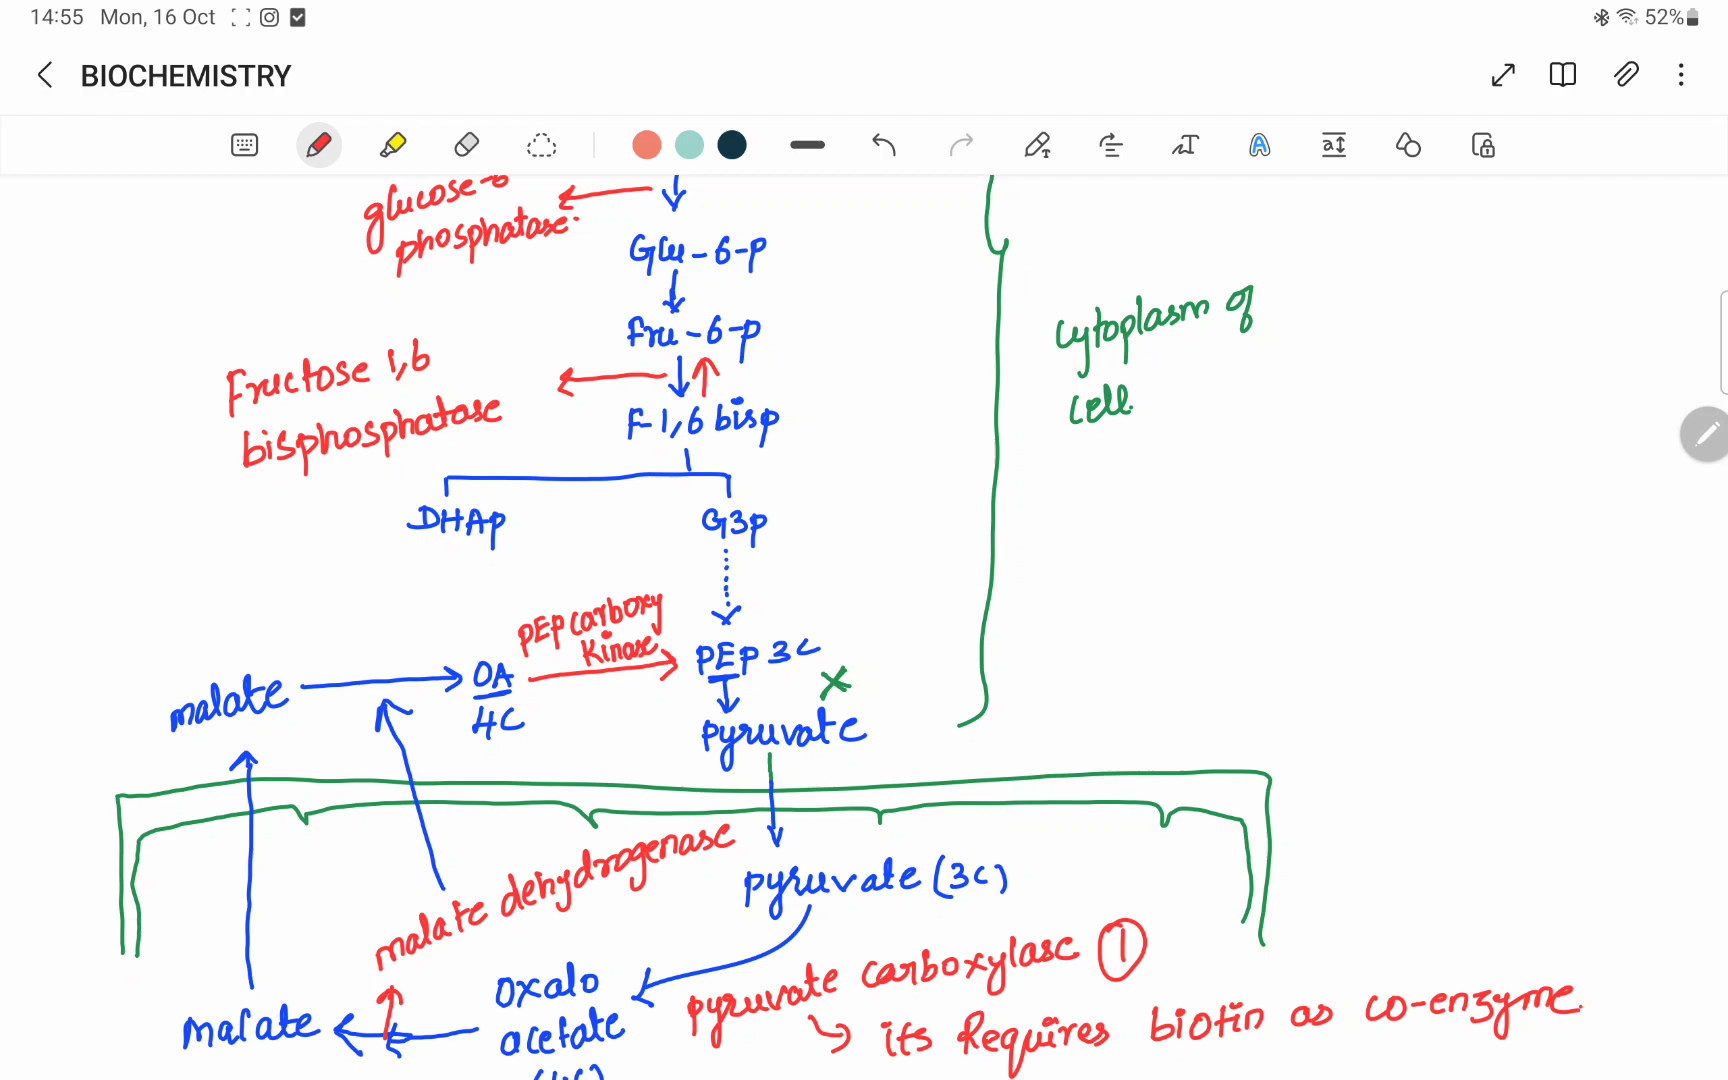 14:55 Mon, 16 Oct
52%
BIOCHEMISTRY
glucose-6
phosphatase
Glu-6-p
Fru-6-p
Fructose 1,6
bisphosphatase
F-1,6 bisp
cytoplasm of
cell.
DHAp
G3p
PEP carboxy
kinase
malate
OA
4C
PEP 3C
X
pyruvate
malate dehydrogenase
pyruvate (3C)
pyruvate carboxylase 1
its Requires biotin as co-enzyme.
oxalo
acetate
(4C)
Malate